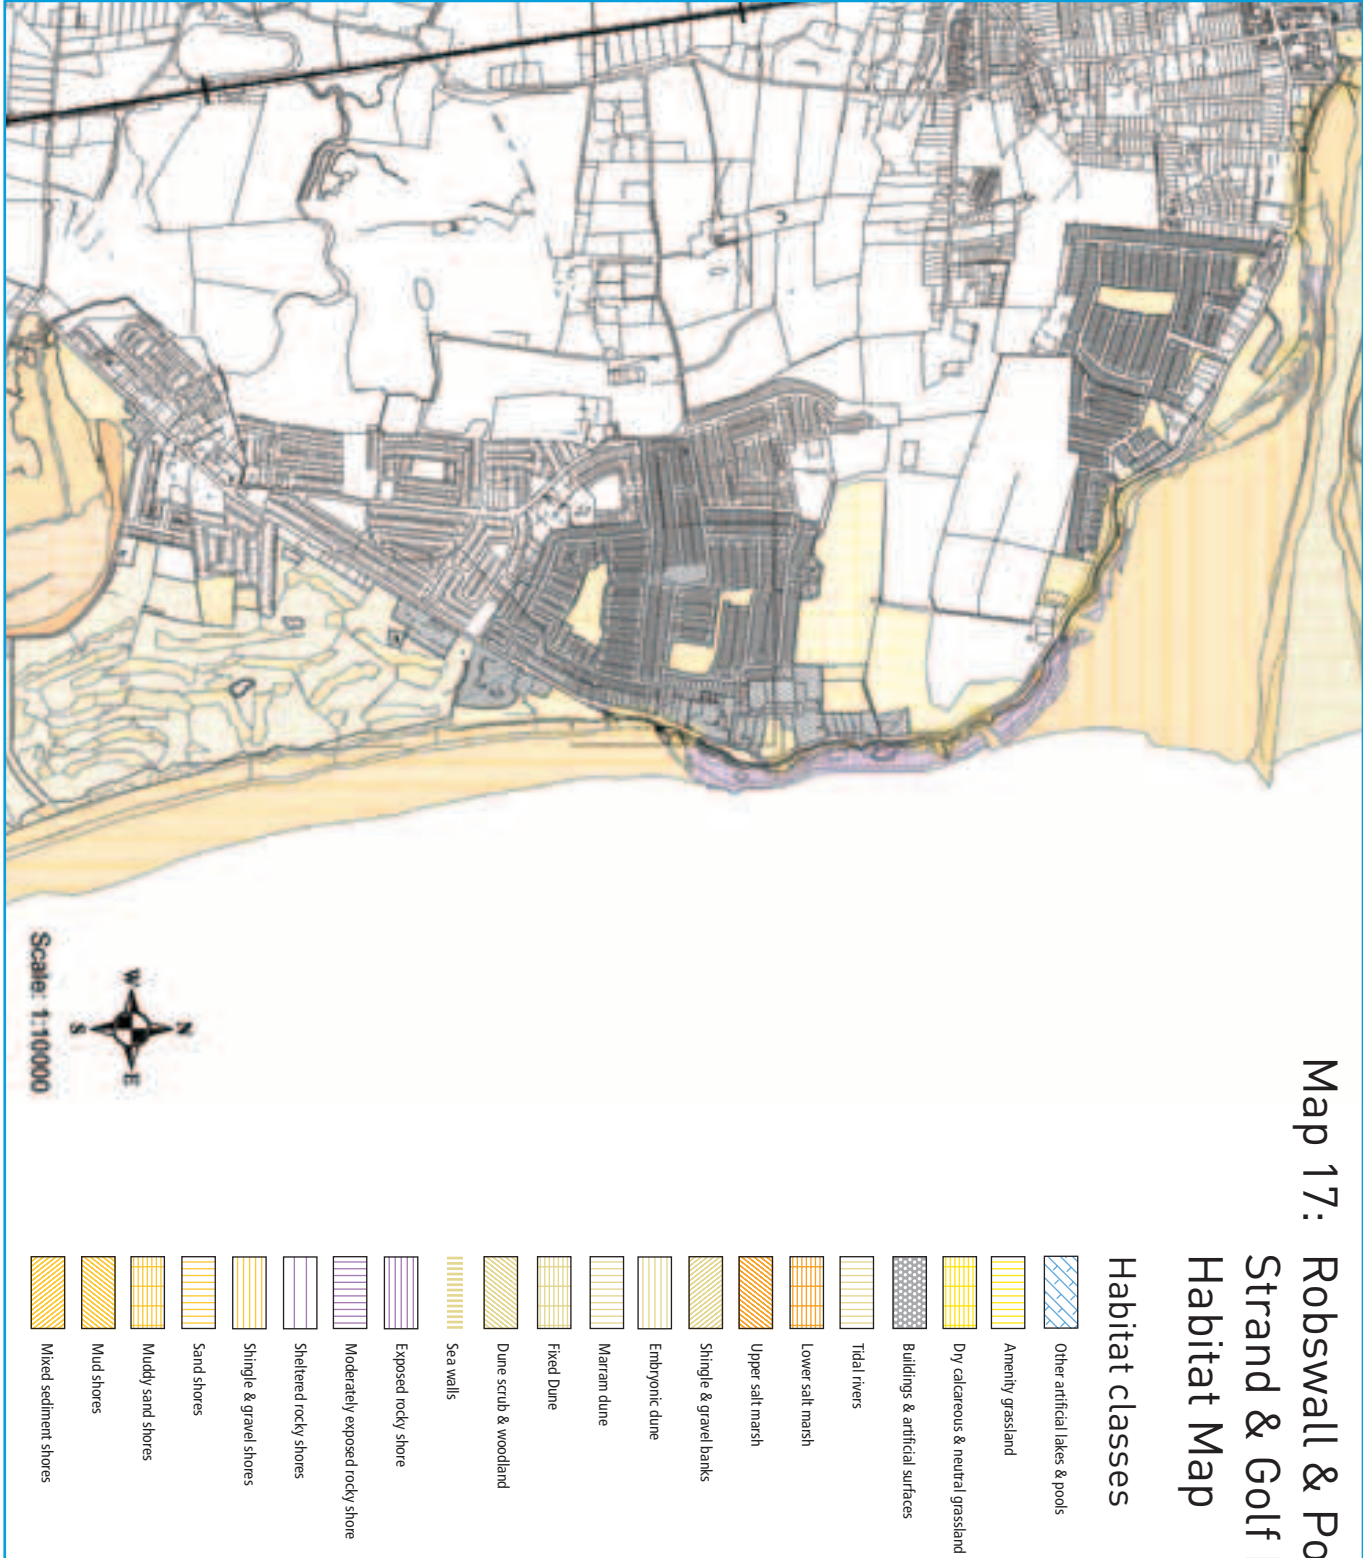 Map 17: Robswall & Po
Strand & Golf
Habitat Map
Habitat classes
Other artificial lakes & pools
Amenity grassland
Dry calcareous & neutral grassland
Buildings & artificial surfaces
Tidal rivers
Lower salt marsh
Upper salt marsh
Shingle & gravel banks
Embryonic dune
Marram dune
Fixed Dune
Dune scrub & woodland
Sea walls
Exposed rocky shore
Moderately exposed rocky shore
Sheltered rocky shores
Shingle & gravel shores
Sand shores
Muddy sand shores
Mud shores
Mixed sediment shores
N
W
E
S
Scale: 1:10000